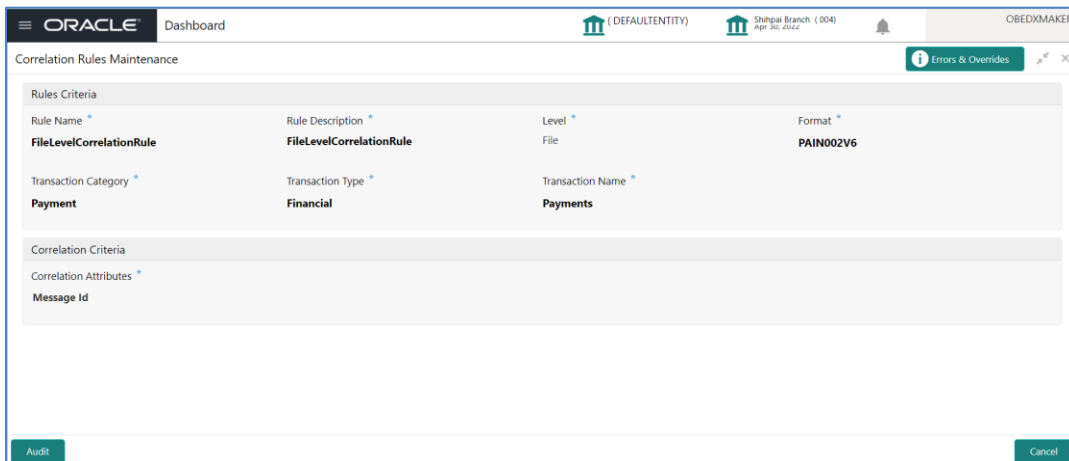 ORACLE Dashboard ( DEFAULTENTITY) Shihpai Branch ( 004) OBEDXMAKER
Apr 30, 2022
Correlation Rules Maintenance i Errors & Overrides
Rules Criteria
Rule Name * Rule Description * Level * Format *
FileLevelCorrelationRule FileLevelCorrelationRule File PAIN002V6
Transaction Category * Transaction Type * Transaction Name *
Payment Financial Payments
Correlation Criteria
Correlation Attributes *
Message Id
Audit Cancel